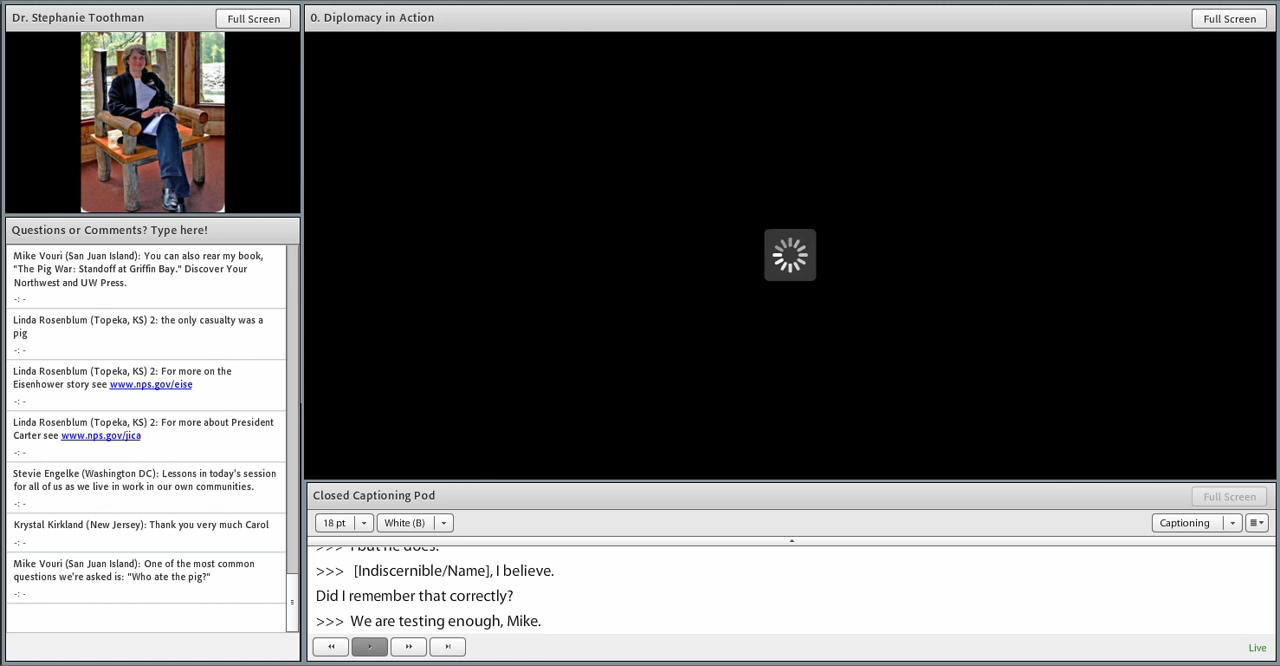 Dr. Stephanie Toothman
Full Screen
0. Diplomacy in Action
Full Screen
Questions or Comments? Type here!
Mike Vouri (San Juan Island): You can also rear my book,
"The Pig War: Standoff at Griffin Bay." Discover Your
Northwest and UW Press.
-: -
Linda Rosenblum (Topeka, KS) 2: the only casualty was a
pig
-: -
Linda Rosenblum (Topeka, KS) 2: For more on the
Eisenhower story see www.nps.gov/eise
-: -
Linda Rosenblum (Topeka, KS) 2: For more about President
Carter see www.nps.gov/jica
-: -
Stevie Engelke (Washington DC): Lessons in today's session
for all of us as we live in work in our own communities.
-: -
Krystal Kirkland (New Jersey): Thank you very much Carol
-: -
Mike Vouri (San Juan Island): One of the most common
questions we're asked is: "Who ate the pig?"
-: -
Closed Captioning Pod
Full Screen
18 pt
White (B)
Captioning
>>> I but he does.
>>> [Indiscernible/Name], I believe.
Did I remember that correctly?
>>> We are testing enough, Mike.
Live